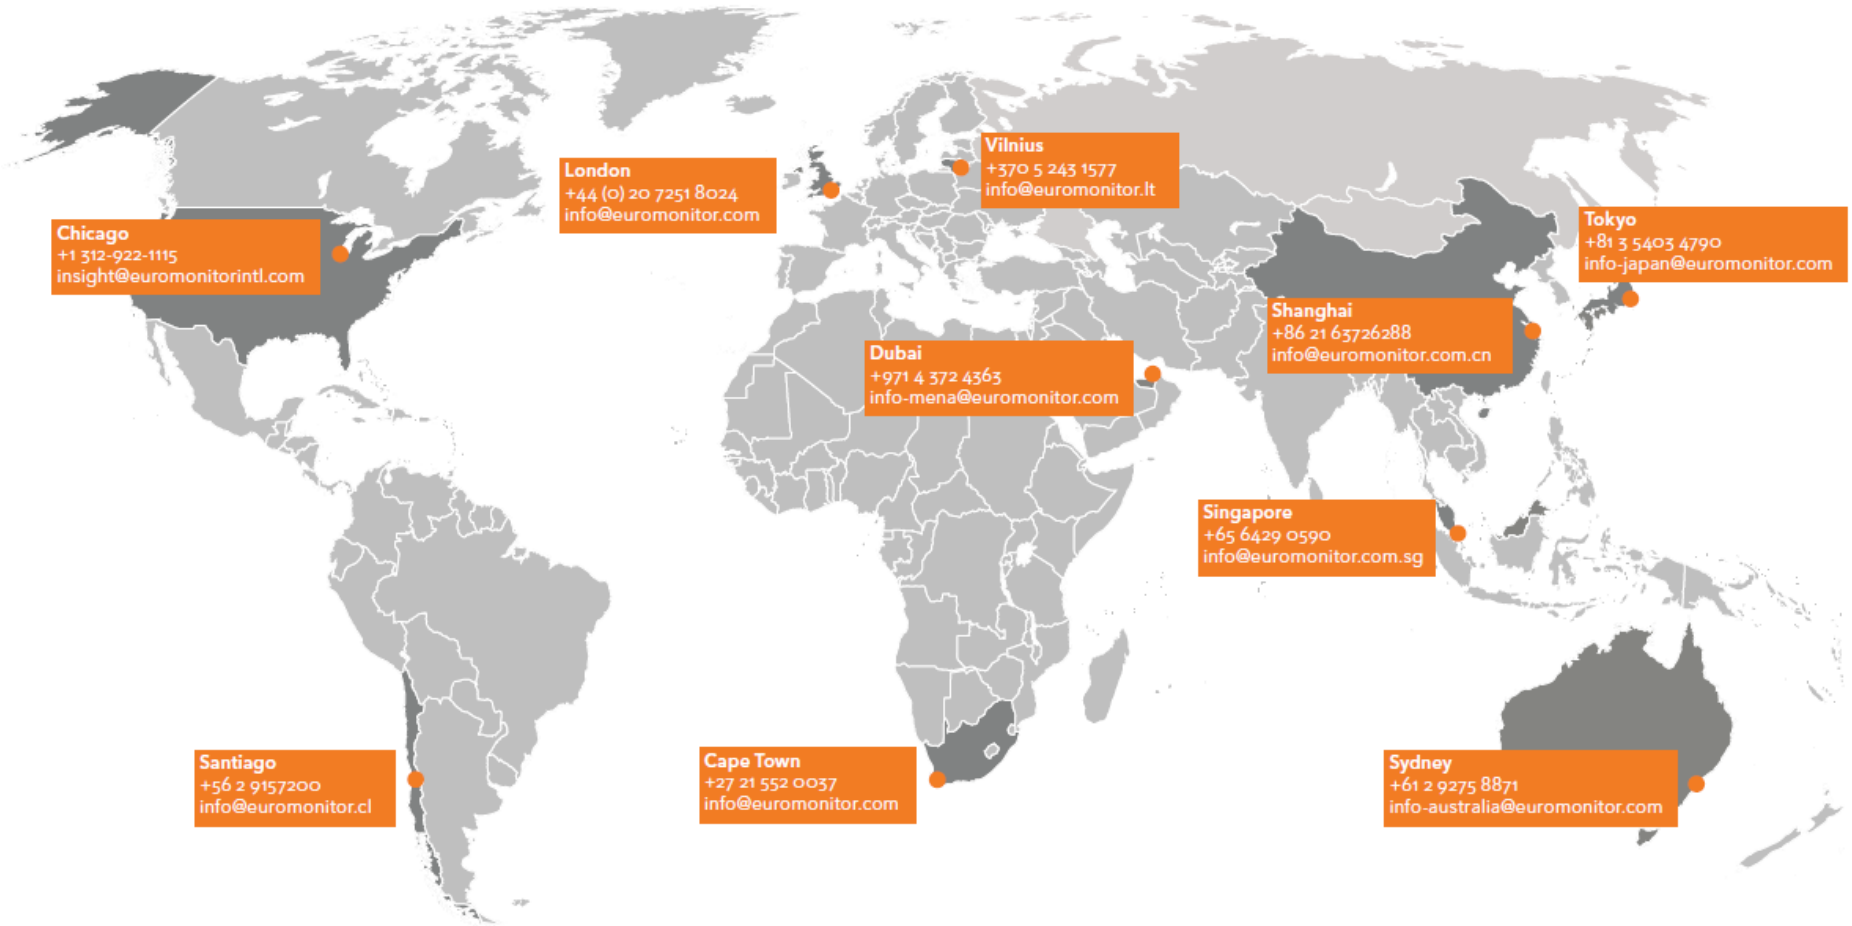 Vilnius
+370 5 243 1577
info@euromonitor.lt
London
+44 (0) 20 7251 8024
info@euromonitor.com
Chicago
+1 312-922-1115
insight@euromonitorintl.com
Tokyo
+81 3 5403 4790
info-japan@euromonitor.com
Shanghai
+86 21 63726288
info@euromonitor.com.cn
Dubai
+971 4 372 4363
info-mena@euromonitor.com
Singapore
+65 6429 0590
info@euromonitor.com.sg
Santiago
+56 2 9157200
info@euromonitor.cl
Cape Town
+27 21 552 0037
info@euromonitor.com
Sydney
+61 2 9275 8871
info-australia@euromonitor.com